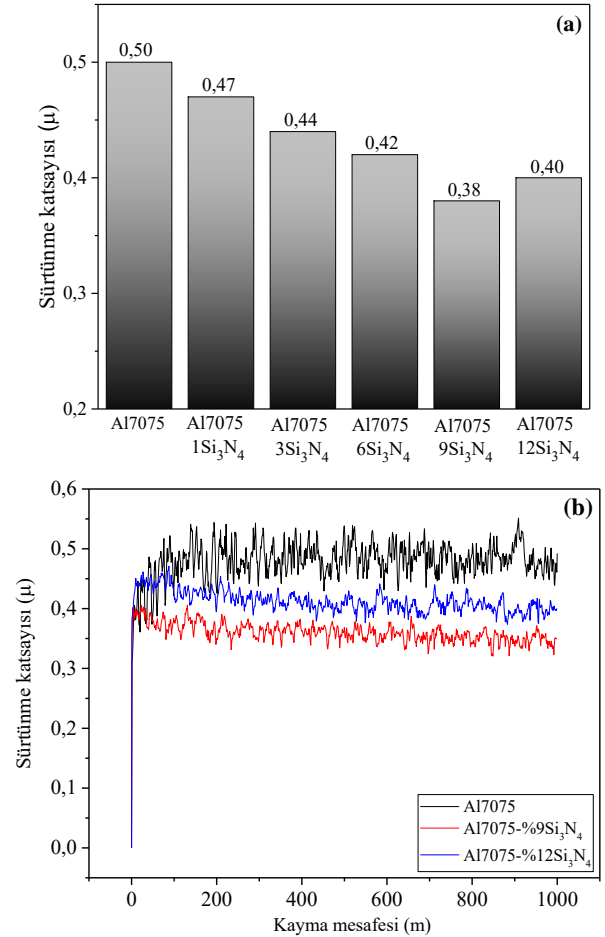 (a)
Sürtünme katsayısı (μ)
0,5
0,4
0,3
0,2
0,50
0,47
0,44
0,42
0,38
0,40
Al7075
Al7075 1Si₃N₄
Al7075 3Si₃N₄
Al7075 6Si₃N₄
Al7075 9Si₃N₄
Al7075 12Si₃N₄
(b)
Sürtünme katsayısı (μ)
0,6
0,5
0,4
0,3
0,2
0,1
0,0
Al7075
Al7075-%9Si₃N₄
Al7075-%12Si₃N₄
0
200
400
600
800
1000
Kayma mesafesi (m)